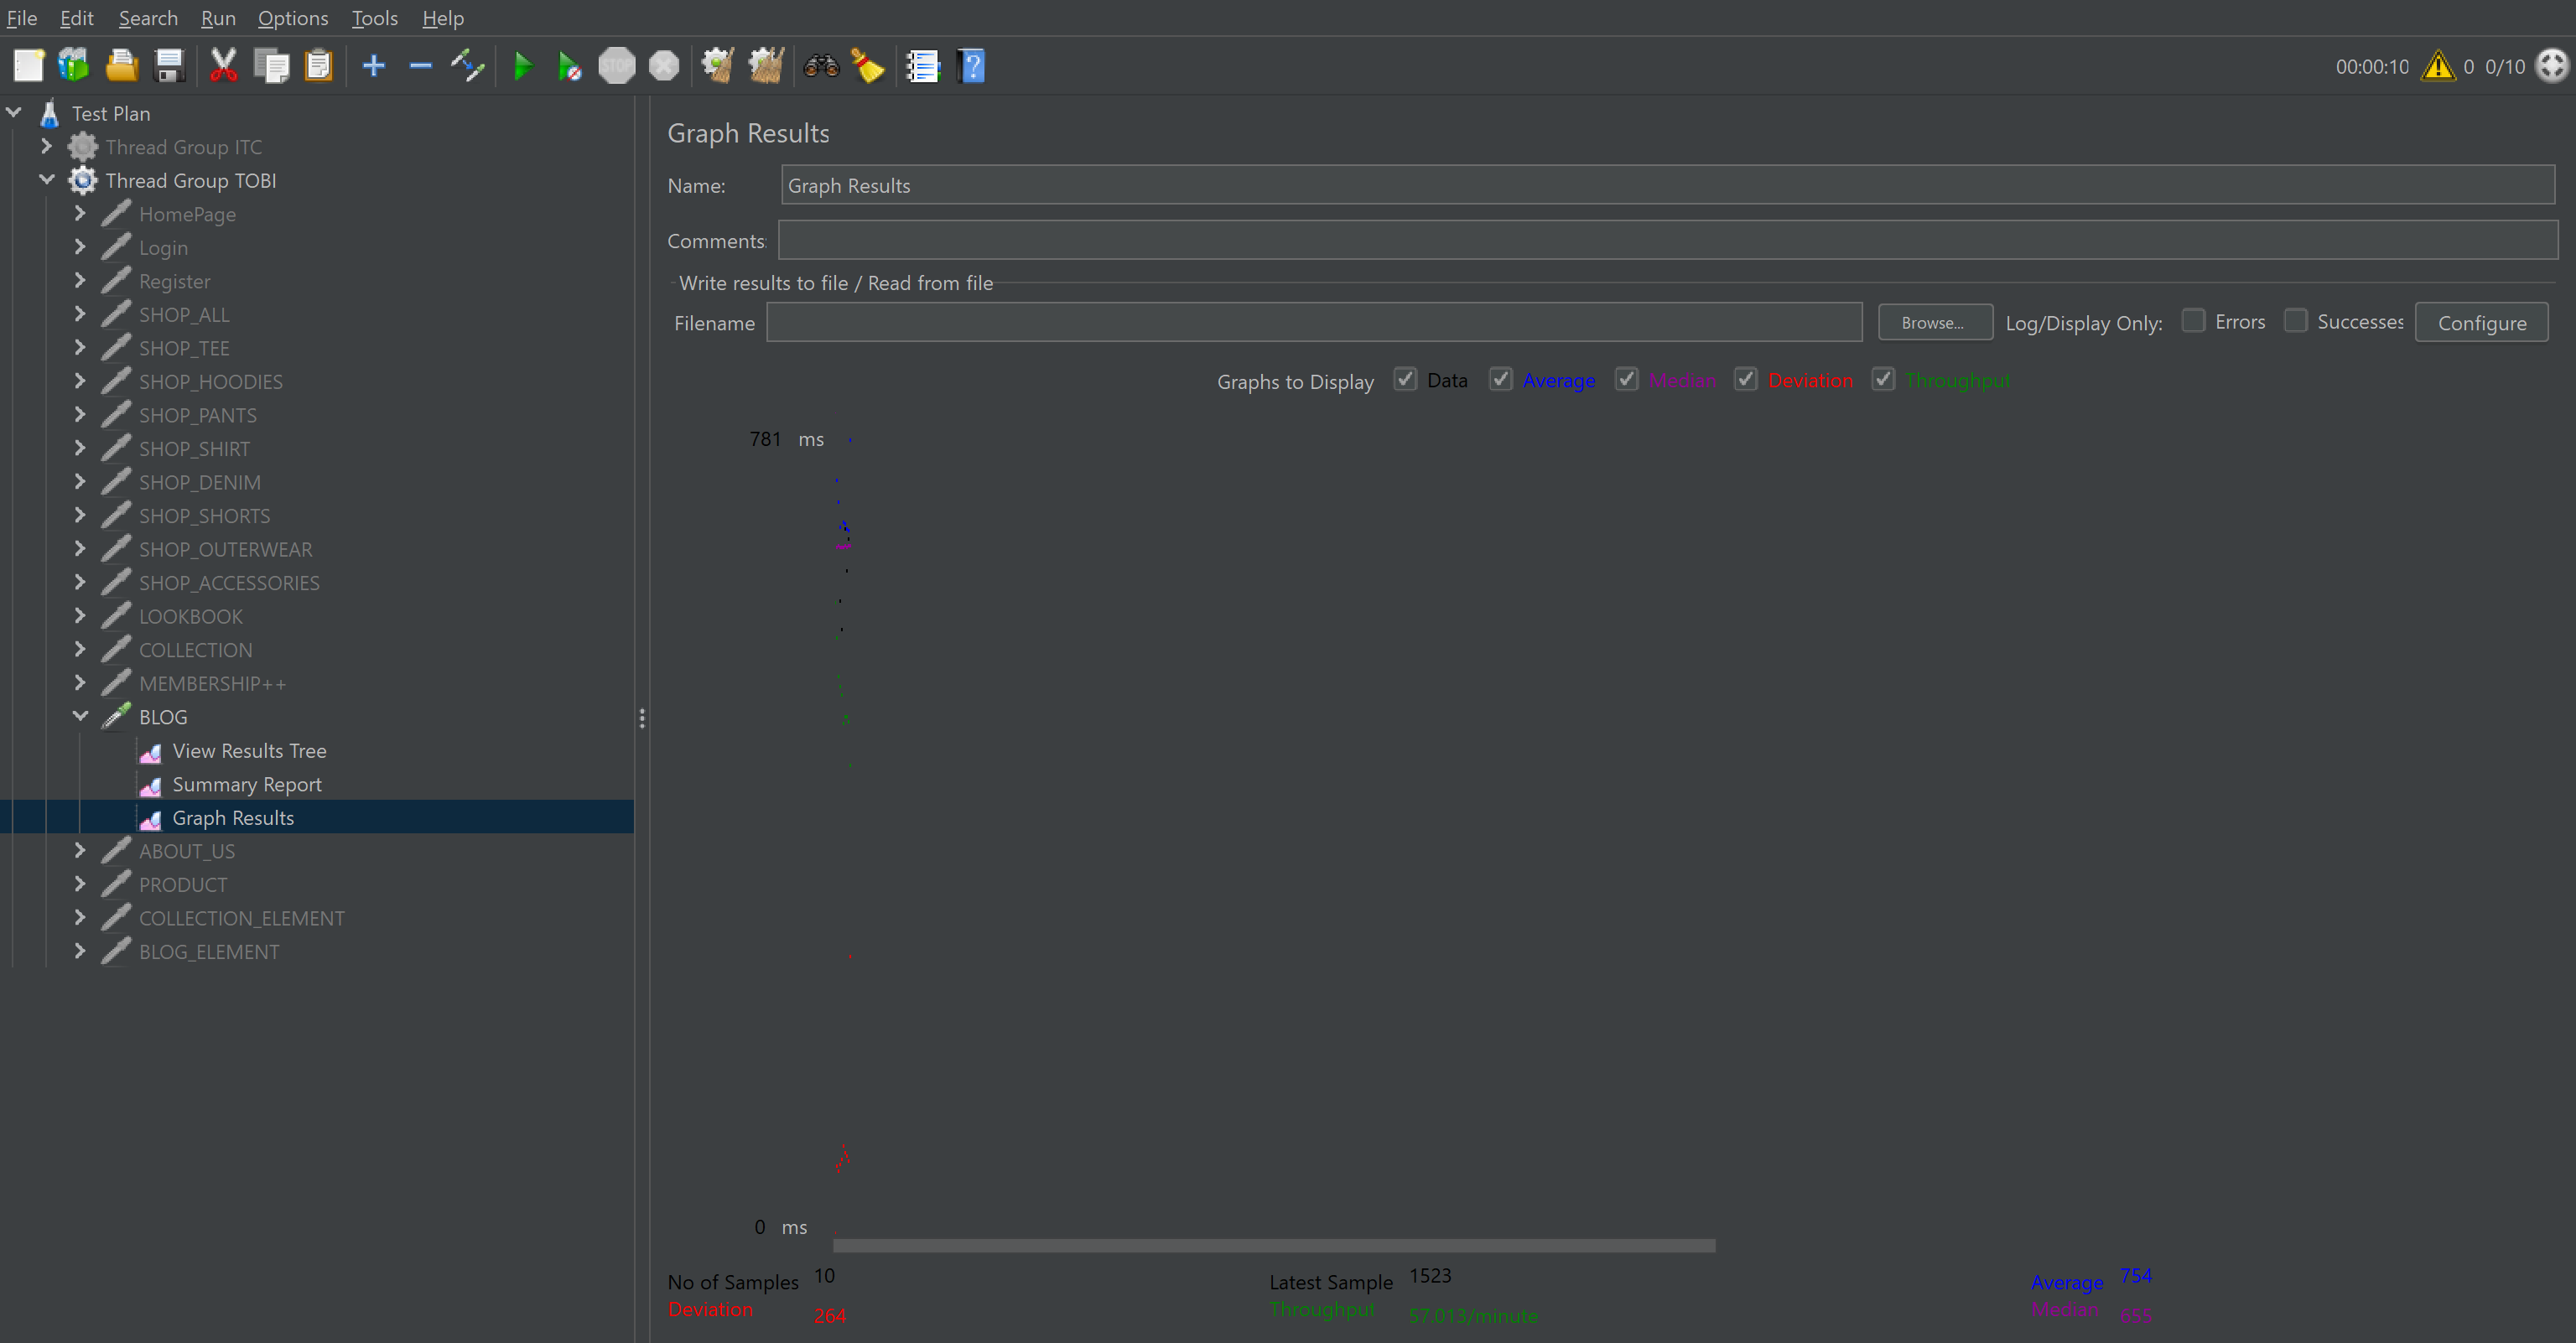 File Edit Search Run Options Tools Help
STOP
00:00:10 0 0/10
Test Plan
Thread Group ITC
Thread Group TOBI
HomePage
Login
Register
SHOP_ALL
SHOP_TEE
SHOP_HOODIES
SHOP_PANTS
SHOP_SHIRT
SHOP_DENIM
SHOP_SHORTS
SHOP_OUTERWEAR
SHOP_ACCESSORIES
LOOKBOOK
COLLECTION
MEMBERSHIP++
BLOG
View Results Tree
Summary Report
Graph Results
ABOUT_US
PRODUCT
COLLECTION_ELEMENT
BLOG_ELEMENT
Graph Results
Name: Graph Results
Comments:
Write results to file / Read from file
Filename Browse... Log/Display Only: Errors Successes Configure
Graphs to Display Data Average Median Deviation Throughput
781 ms
0 ms
No of Samples 10 Latest Sample 1523 Average 754
Deviation 264 Throughput 57.013/minute Median 655